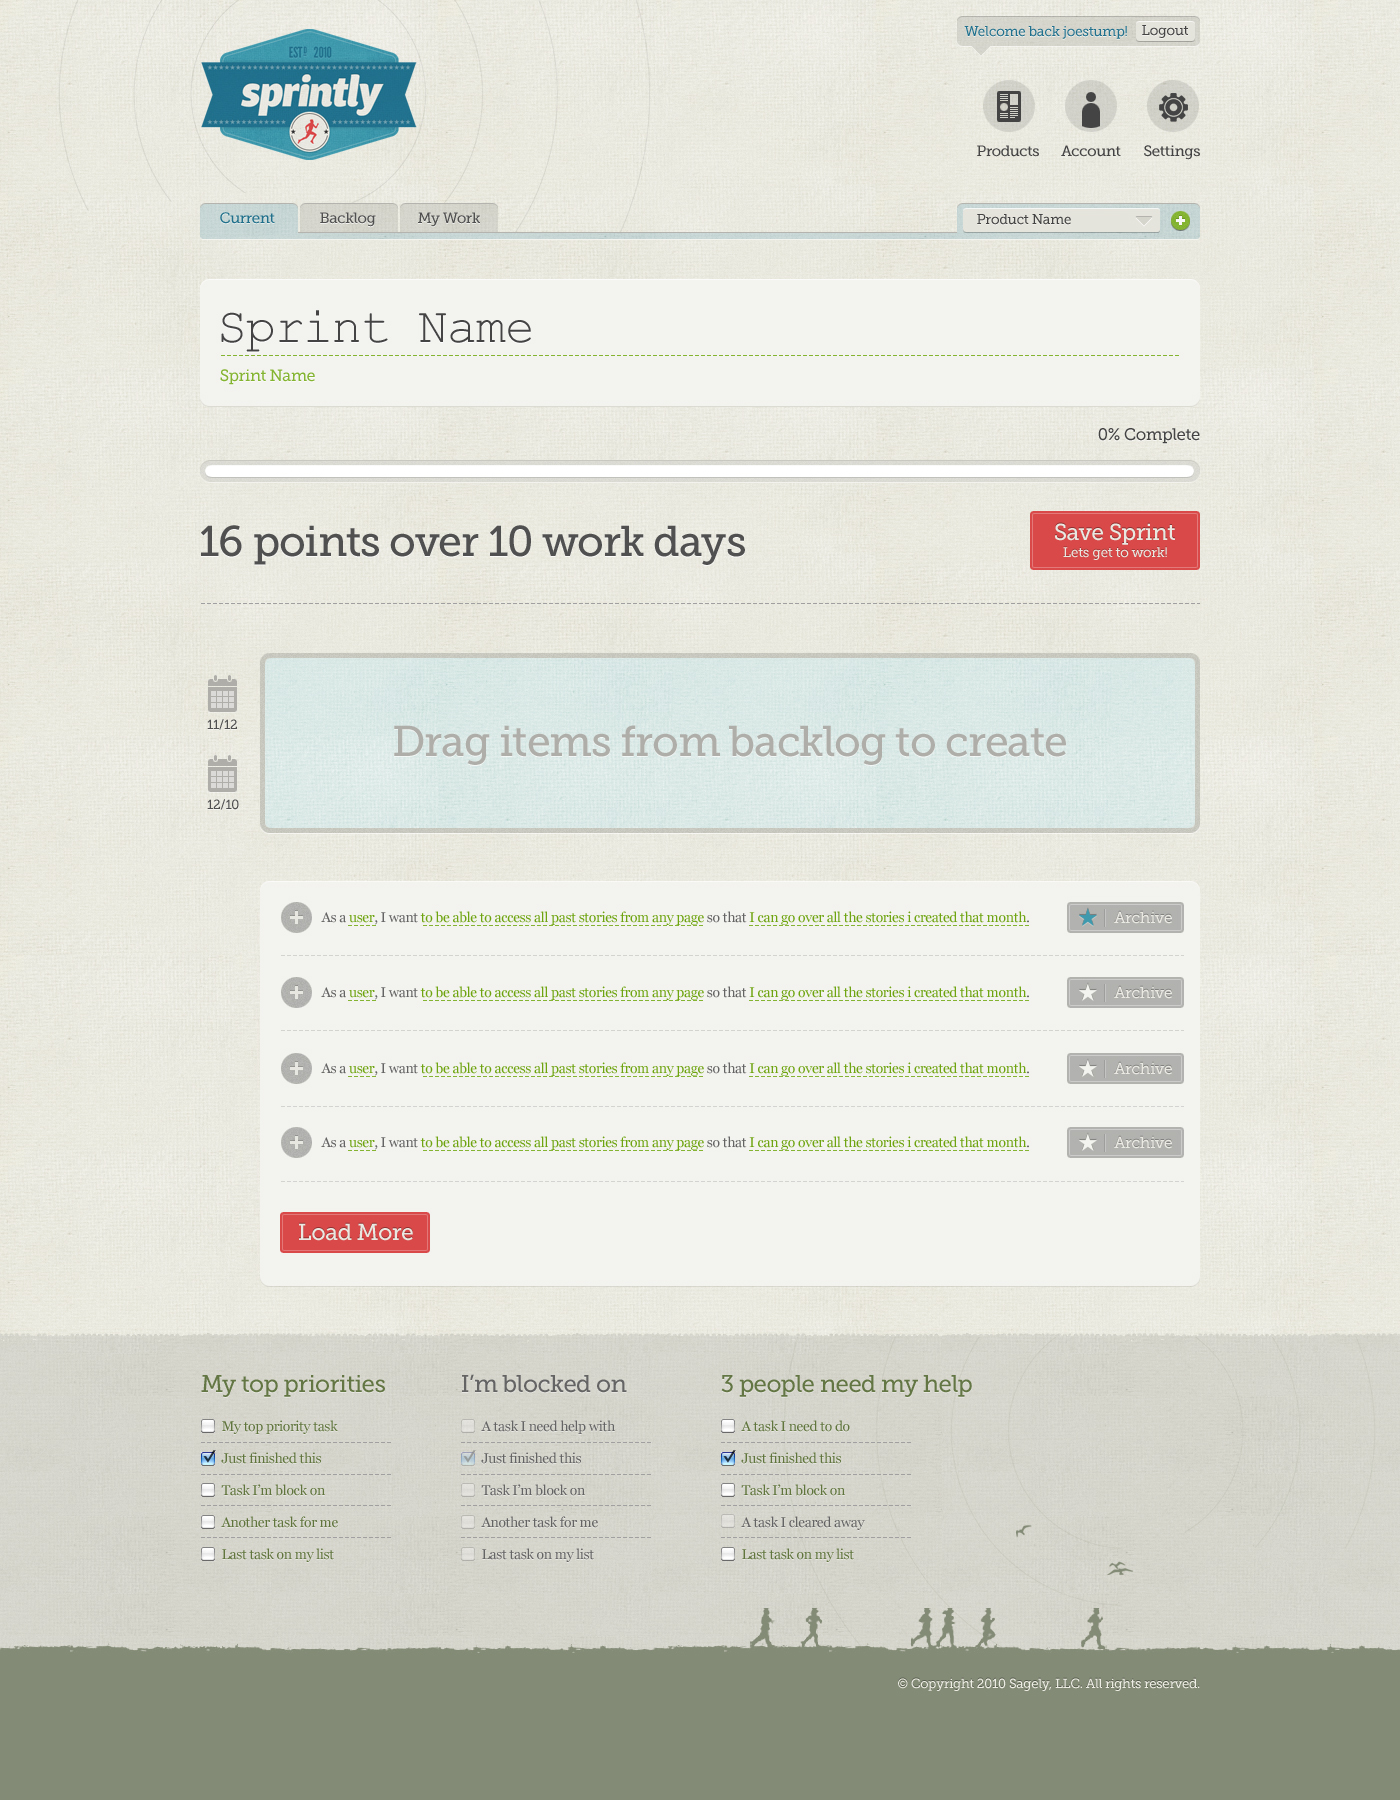 Welcome back joestump! Logout
ESTD 2010
sprintly
Products Account Settings
Current Backlog My Work Product Name
Sprint Name
Sprint Name
0% Complete
16 points over 10 work days
Save Sprint
Lets get to work!
11/12
Drag items from backlog to create
12/10
As a user, I want to be able to access all past stories from any page so that I can go over all the stories i created that month. Archive
As a user, I want to be able to access all past stories from any page so that I can go over all the stories i created that month. Archive
As a user, I want to be able to access all past stories from any page so that I can go over all the stories i created that month. Archive
As a user, I want to be able to access all past stories from any page so that I can go over all the stories i created that month. Archive
Load More
My top priorities
My top priority task
Just finished this
Task I'm block on
Another task for me
Last task on my list
I'm blocked on
A task I need help with
Just finished this
Task I'm block on
Another task for me
Last task on my list
3 people need my help
A task I need to do
Just finished this
Task I'm block on
A task I cleared away
Last task on my list
© Copyright 2010 Sagely, LLC. All rights reserved.